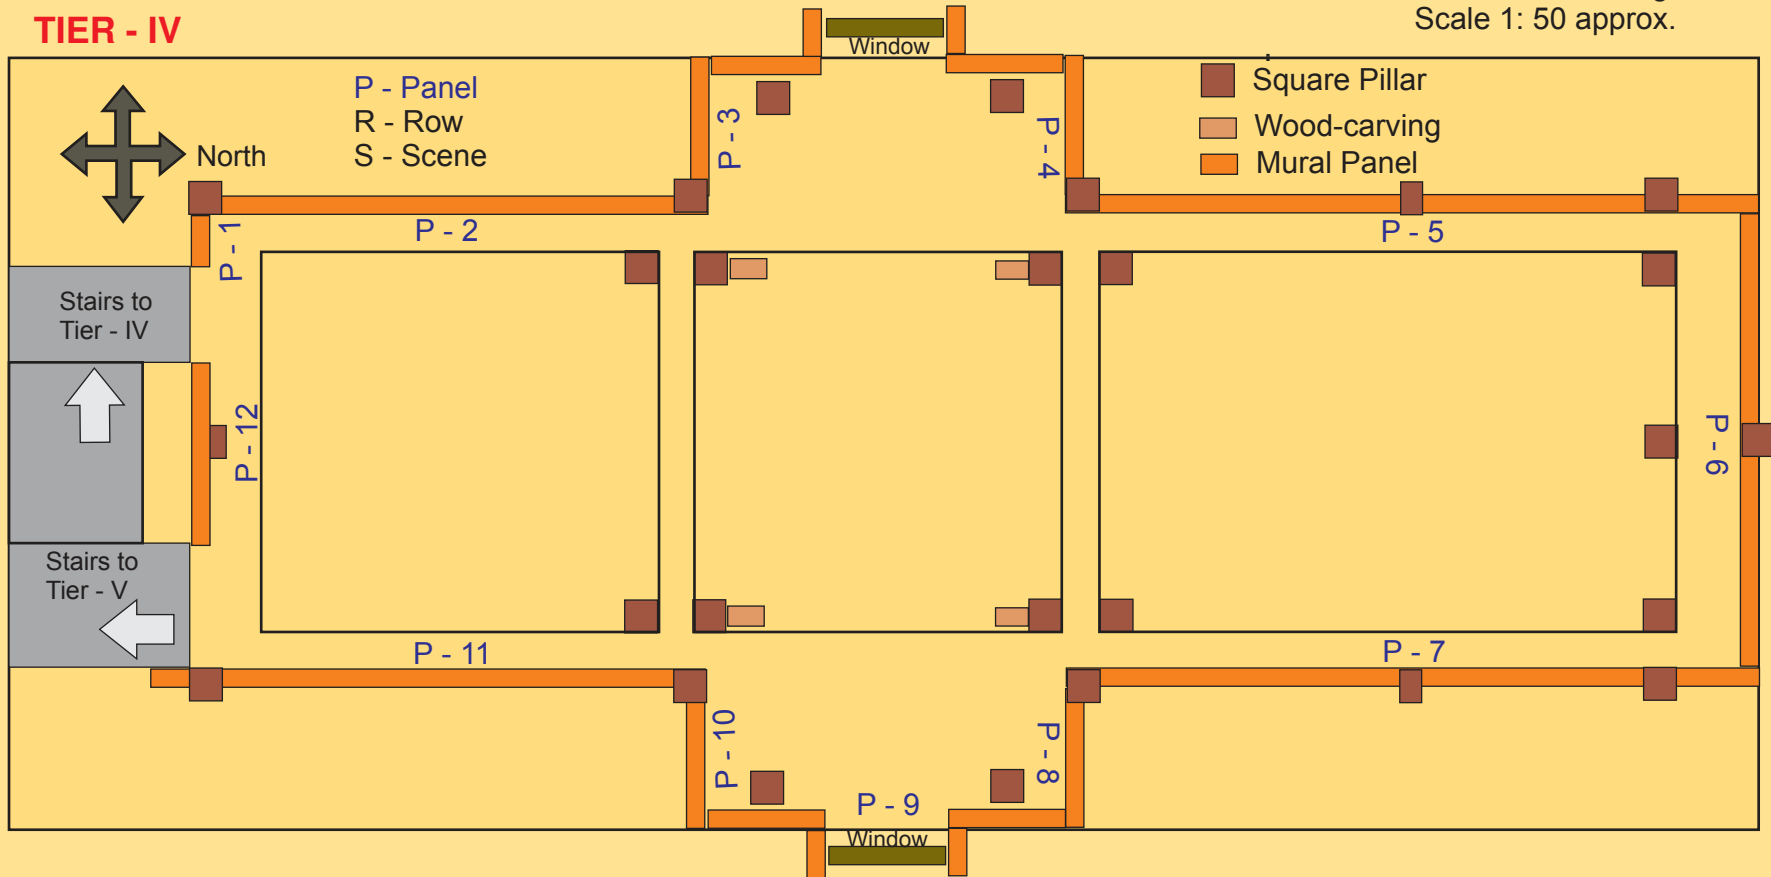 TIER - IV
Scale 1: 50 approx.
Window
P - Panel
R - Row
S - Scene
North
Square Pillar
Wood-carving
Mural Panel
P - 3
P - 4
P - 1
P - 2
P - 5
Stairs to
Tier - IV
P - 12
P - 6
Stairs to
Tier - V
P - 11
P - 7
P - 10
P - 8
P - 9
Window